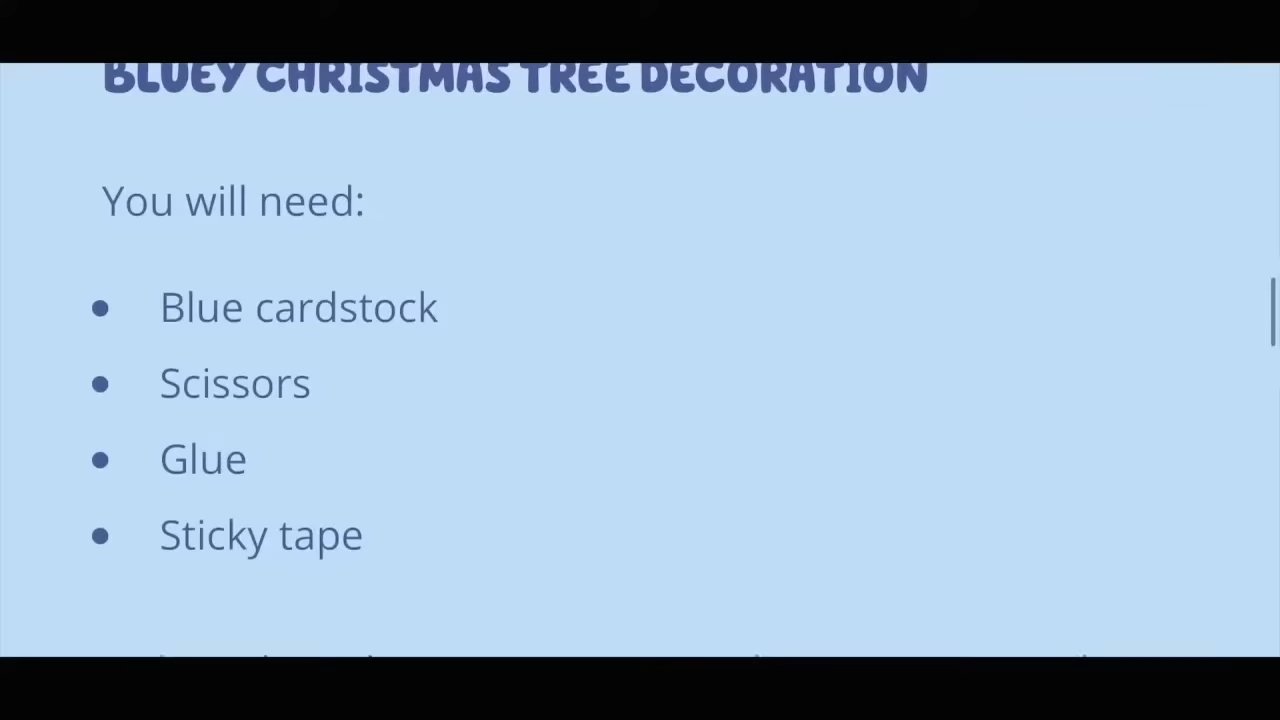 BLUEY CHRISTMAS TREE DECORATION
You will need:
• Blue cardstock
• Scissors
• Glue
• Sticky tape